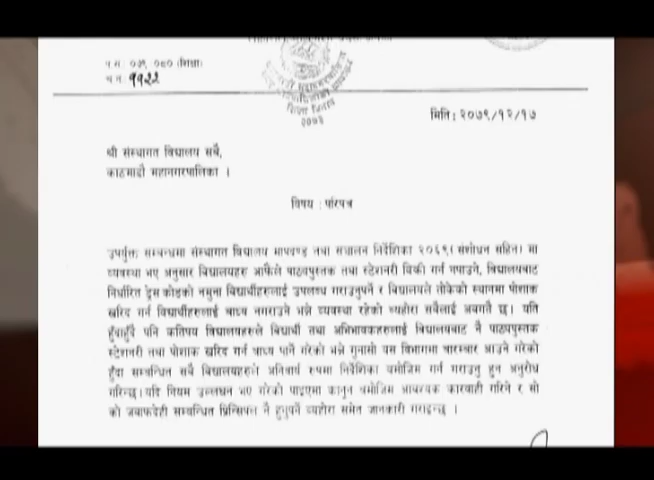 प.स. ०७९/०८० (शिक्षा)
च.न. ११२२
२०७२
मिति : २०७९/१२/१७
श्री संस्थागत विद्यालय सबै,
काठमाडौं महानगरपालिका ।
विषय : परिपत्र
उपर्युक्त सम्बन्धमा संस्थागत विद्यालय मापदण्ड तथा संचालन निर्देशिका २०६९ (संशोधन सहित) मा
व्यवस्था भए अनुसार विद्यालयहरु आफैले पाठ्यपुस्तक तथा स्टेशनरी बिक्री गर्न नपाउने, विद्यालयबाट
निर्धारित ड्रेस कोडको नमुना विद्यार्थीहरुलाई उपलब्ध गराउनुपर्ने र विद्यालयले तोकेको स्थानमा पोशाक
खरिद गर्न विद्यार्थीहरुलाई बाध्य नगराउने भन्ने व्यवस्था रहेको व्यहोरा सबैलाई अवगतै छ। यति
हुँदाहुँदै पनि कतिपय विद्यालयहरुले विद्यार्थी तथा अभिभावकहरुलाई विद्यालयबाट नै पाठ्यपुस्तक
स्टेशनरी तथा पोशाक खरिद गर्न बाध्य पार्ने गरेको भन्ने गुनासो यस विभागमा बारम्बार आउने गरेको
हुँदा सम्बन्धित सबै विद्यालयहरुले अनिवार्य रुपमा निर्देशिका बमोजिम गर्न गराउनु हुन अनुरोध
गरिन्छ। यदि नियम उल्लंघन भए गरेको पाइएमा कानुन बमोजिम आवश्यक कारवाही गरिने र सो
को जवाफदेही सम्बन्धित प्रिन्सिपल नै हुनुपर्ने व्यहोरा समेत जानकारी गराइन्छ ।